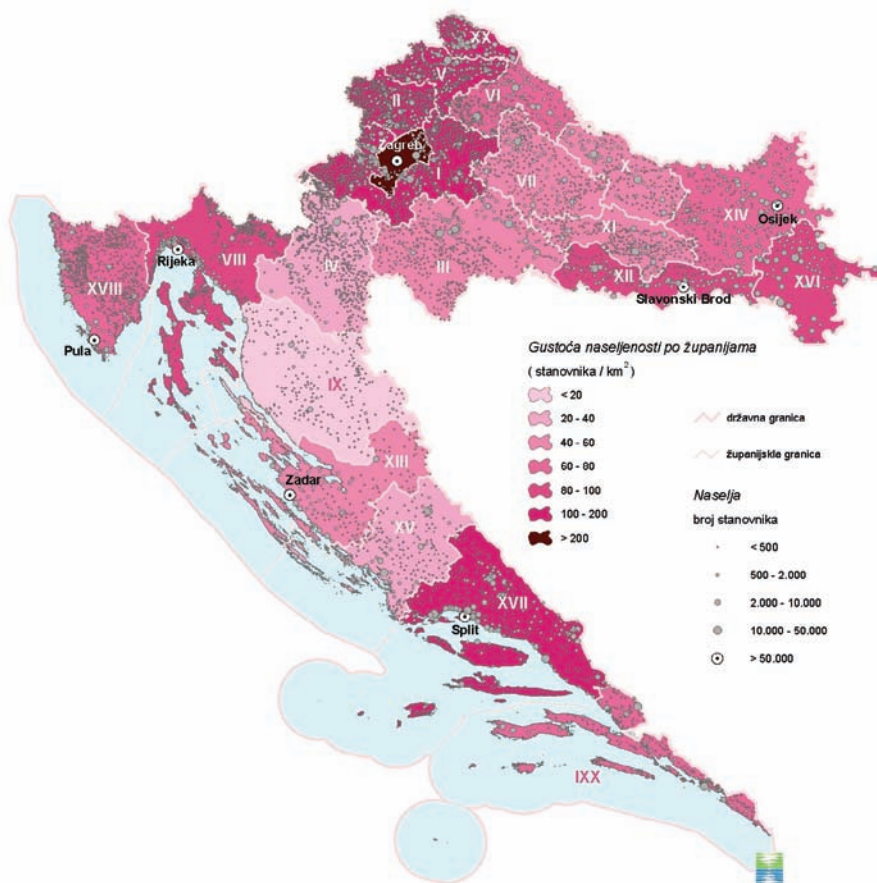 XX
V
II
VI
Zagreb
I
X
VII
XIV
Osijek
XI
IV
III
XII
XVI
Rijeka
VIII
XVIII
Slavonski Brod
Pula
IX
XIII
Zadar
XV
XVII
Split
IXX
Gustoća naseljenosti po županijama
( stanovnika / km²)
< 20
20 - 40
40 - 60
60 - 80
80 - 100
100 - 200
> 200
državna granica
županijska granica
Naselja
broj stanovnika
< 500
500 - 2.000
2.000 - 10.000
10.000 - 50.000
> 50.000